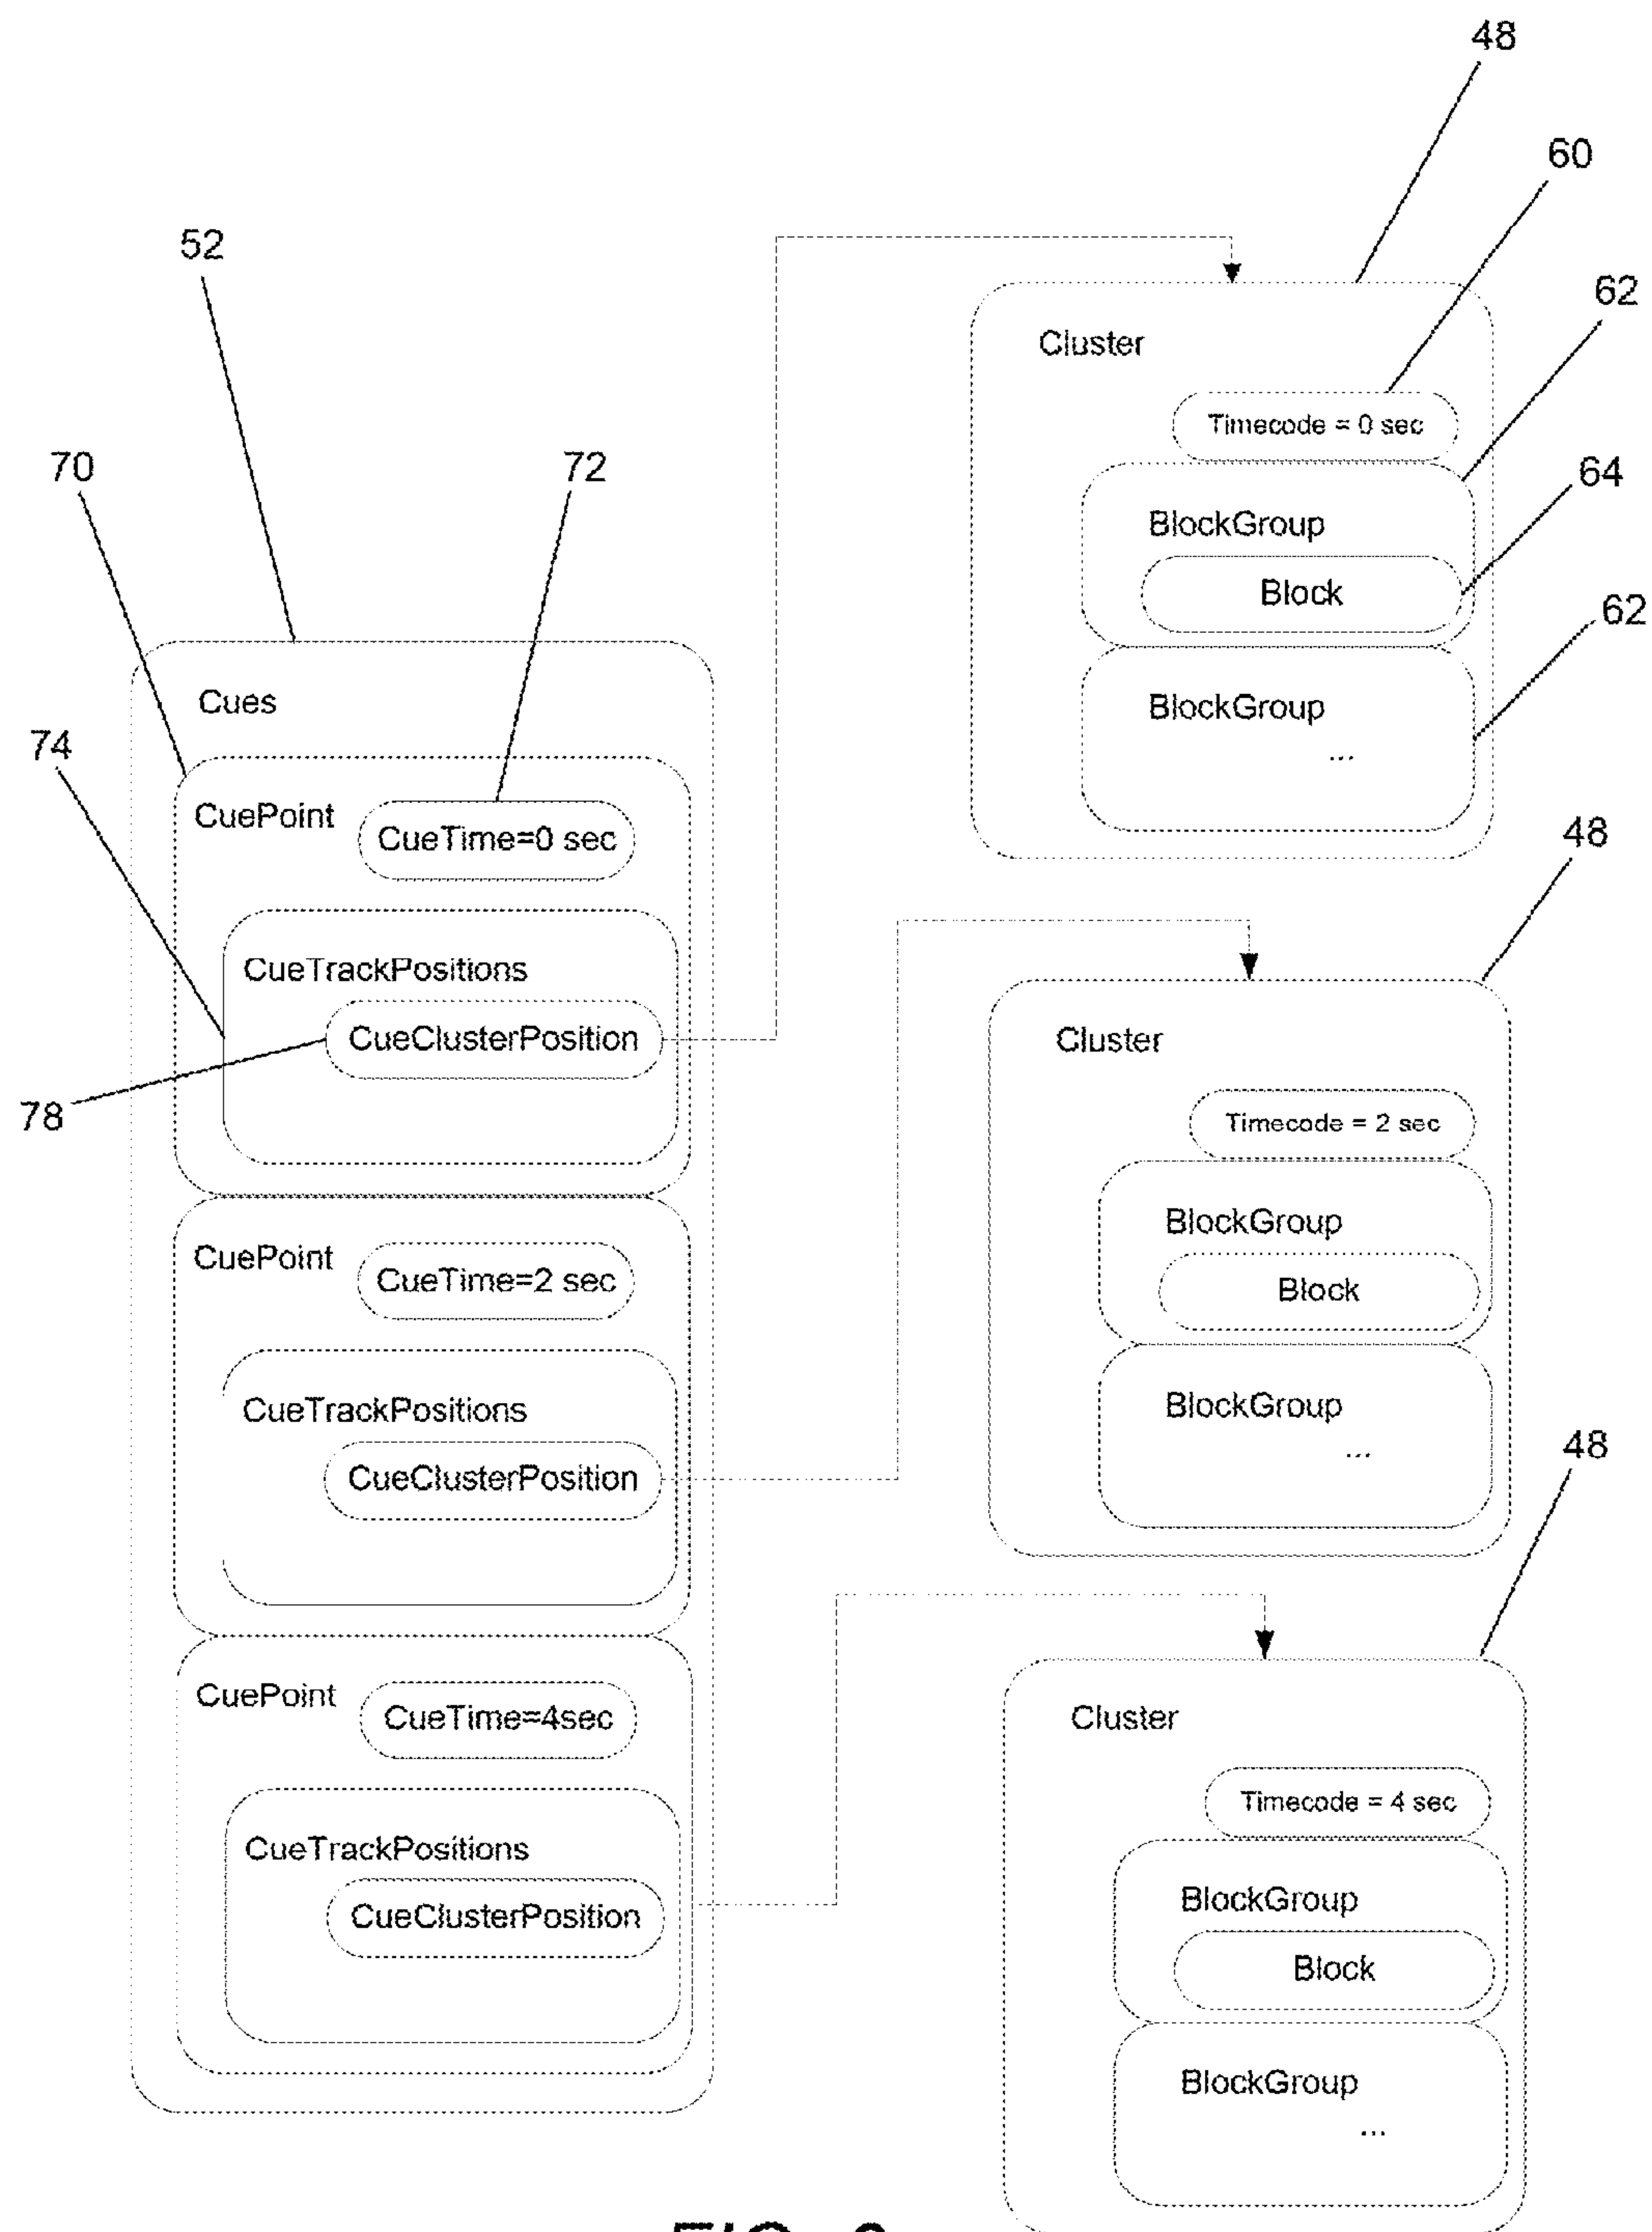 48
60
52
62
Cluster
Timecode = 0 sec
70
72
64
BlockGroup
Block
62
Cues
BlockGroup
...
74
CuePoint
CueTime=0 sec
48
CueTrackPositions
CueClusterPosition
78
Cluster
Timecode = 2 sec
BlockGroup
Block
CuePoint
CueTime=2 sec
CueTrackPositions
CueClusterPosition
BlockGroup
...
48
CuePoint
CueTime=4sec
Cluster
Timecode = 4 sec
CueTrackPositions
CueClusterPosition
BlockGroup
Block
BlockGroup
...